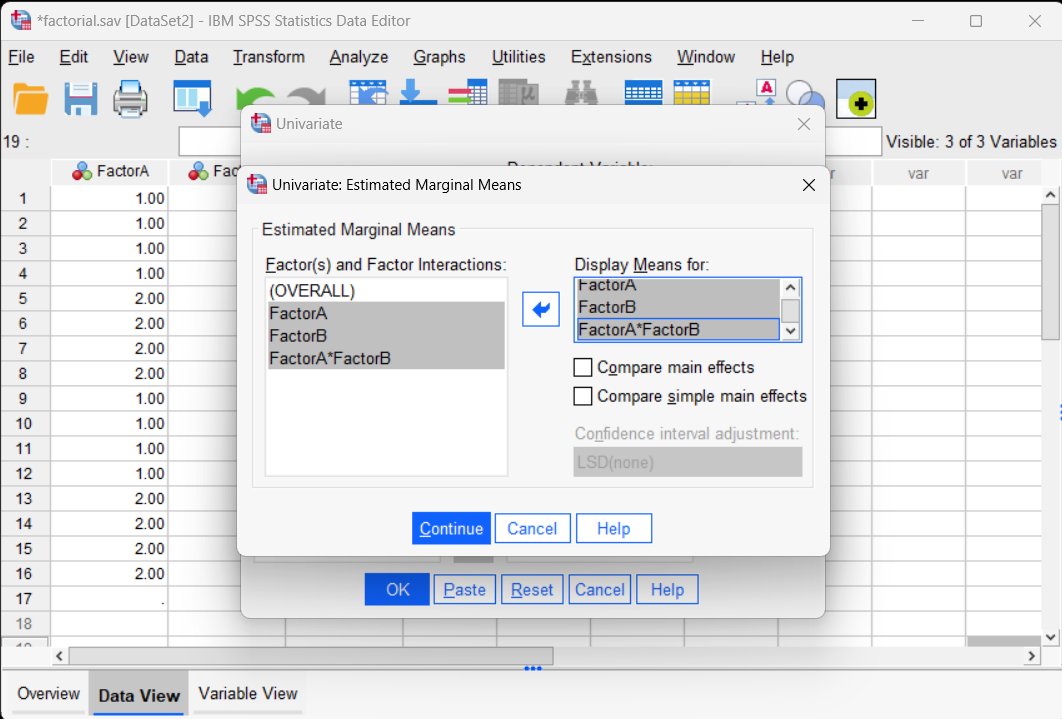 *factorial.sav [DataSet2] - IBM SPSS Statistics Data Editor
File Edit View Data Transform Analyze Graphs Utilities Extensions Window Help
A
19 :
Visible: 3 of 3 Variables
Univariate
FactorA
var var
Univariate: Estimated Marginal Means
Estimated Marginal Means
Factor(s) and Factor Interactions:
(OVERALL)
FactorA
FactorB
FactorA*FactorB
Display Means for:
FactorA
FactorB
FactorA*FactorB
Compare main effects
Compare simple main effects
Confidence interval adjustment:
LSD(none)
Continue Cancel Help
OK Paste Reset Cancel Help
1 1.00
2 1.00
3 1.00
4 1.00
5 2.00
6 2.00
7 2.00
8 2.00
9 1.00
10 1.00
11 1.00
12 1.00
13 2.00
14 2.00
15 2.00
16 2.00
17 .
18
Overview Data View Variable View